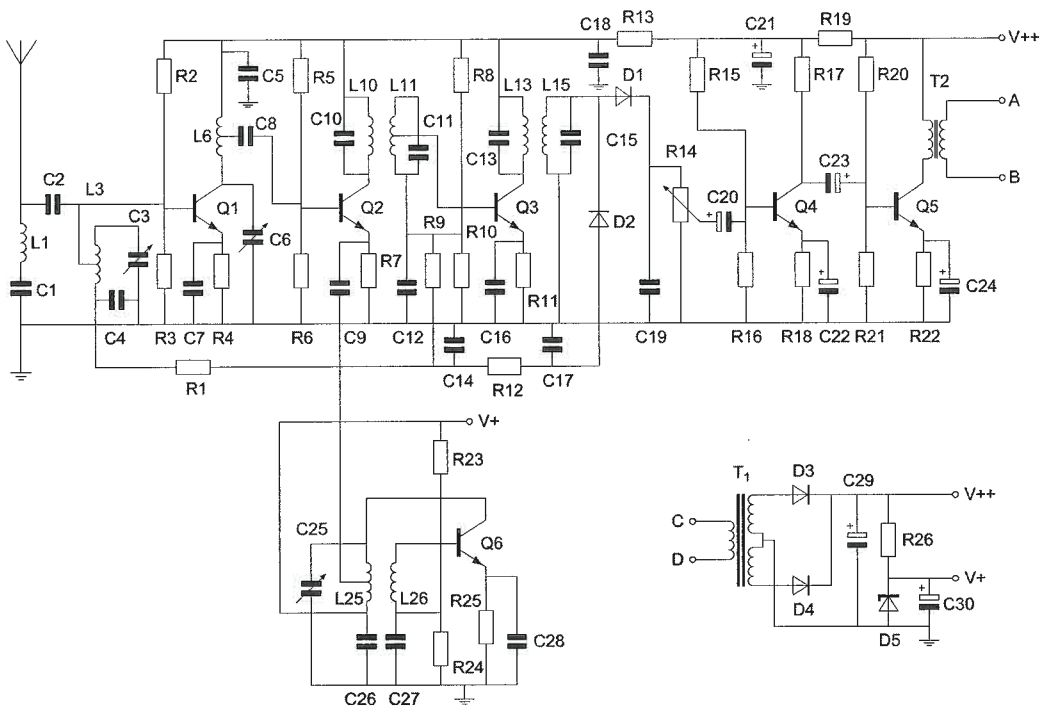 C18 R13 C21 R19
V++
R2 C5 R5 L10 L11 R8 L13 L15 D1 R15 R17 R20 T2
A
C8 C10 C11 C15
L6 C13 R14 C23
B
C2 L3 C20
C3 Q1 Q2 Q3 Q4 Q5
L1 C6 R9 R10 D2
R7
C1 R11 C24
C4 R3 C7 R4 R6 C9 C12 C16 C19 R16 R18 C22 R21 R22
C14 C17
R1 R12
V+
R23
T1 D3 C29
V++
C25 Q6 C
R26
D
V+
L25 L26 R25 D4 C30
C28 D5
R24
C26 C27
+ + + + + + +